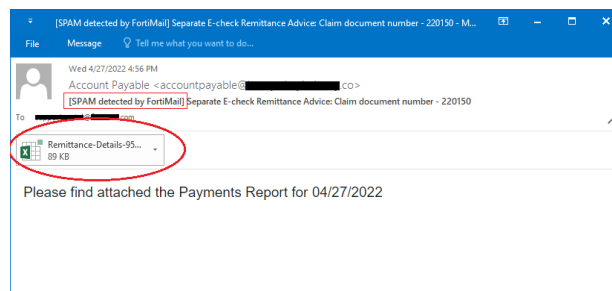 [SPAM detected by FortiMail] Separate E-check Remittance Advice: Claim document number - 220150 - M...
File Message Tell me what you want to do...
Wed 4/27/2022 4:56 PM
Account Payable <accountpayable@ .co>
[SPAM detected by FortiMail] Separate E-check Remittance Advice: Claim document number - 220150
To .com
Remittance-Details-95...
89 KB
Please find attached the Payments Report for 04/27/2022